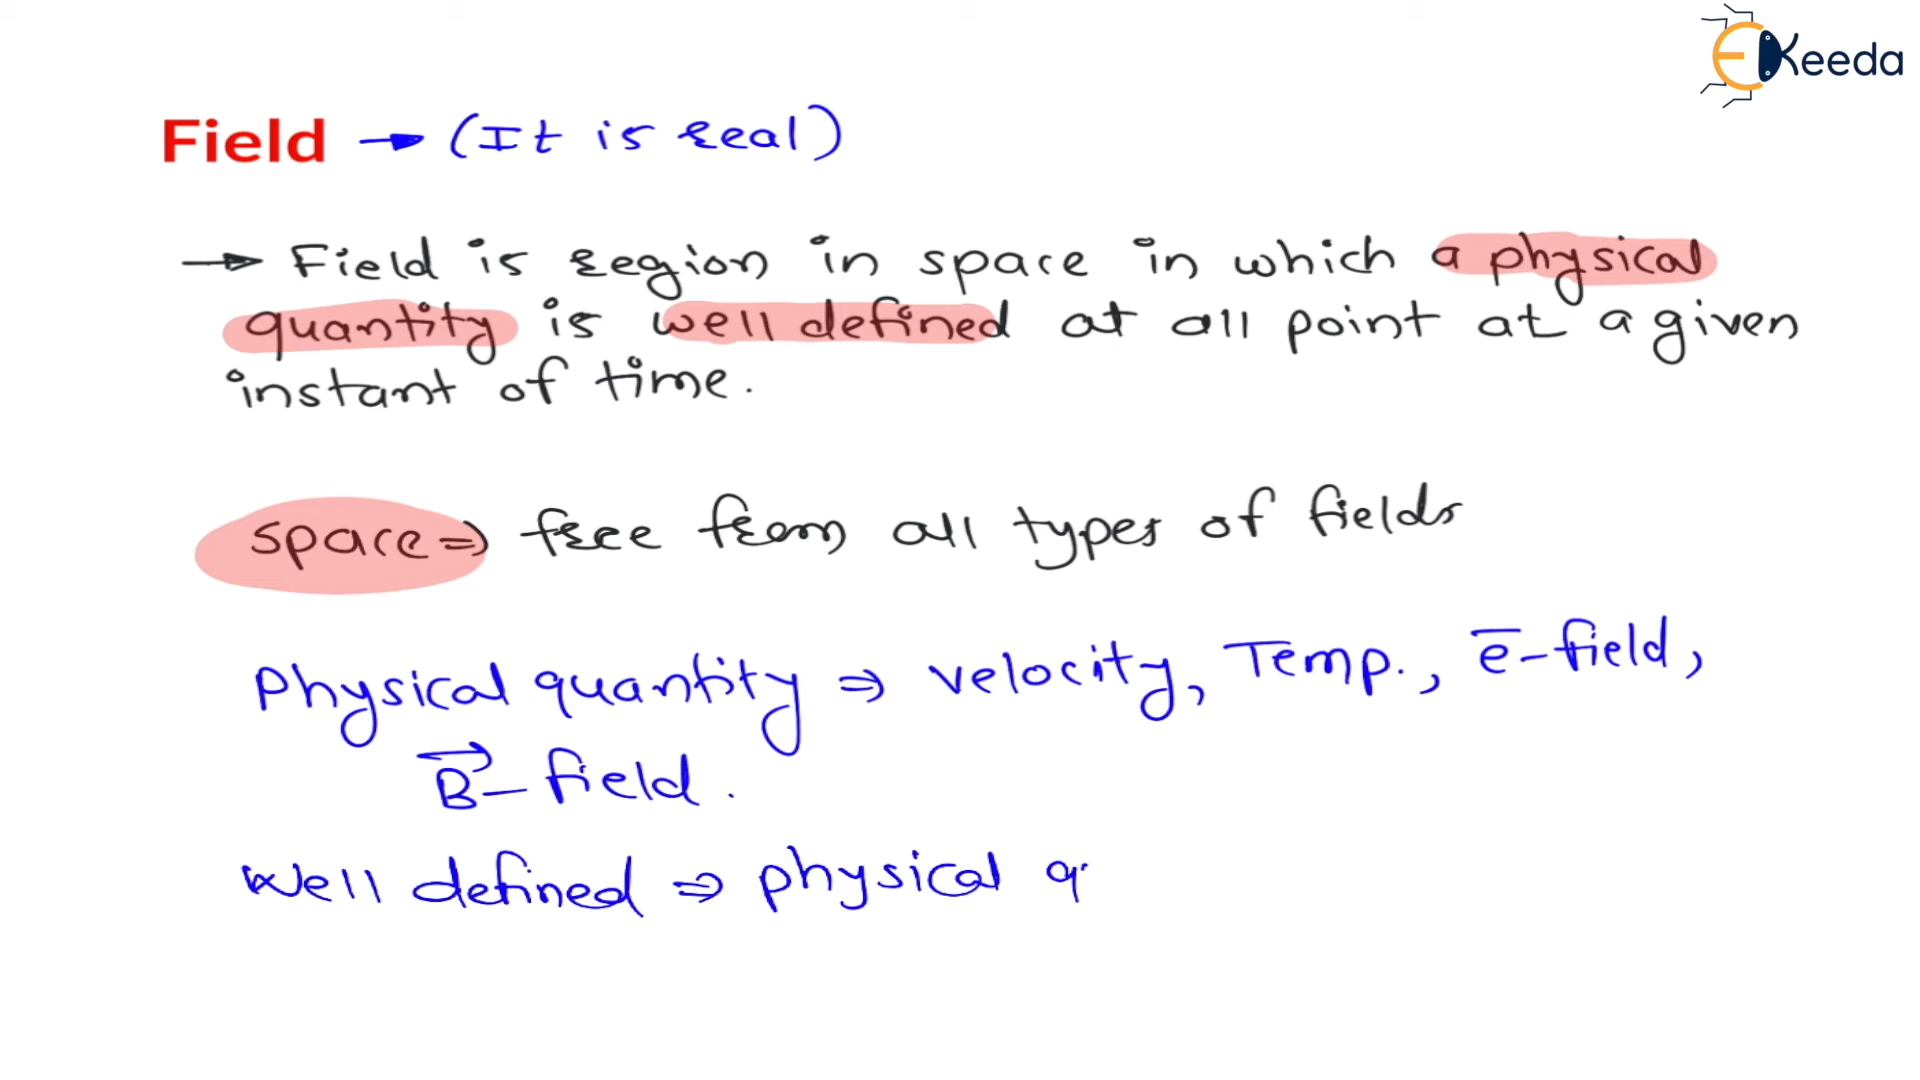 EKeeda
Field → (It is real)
→ Field is region in space in which a physical
quantity is well defined at all point at a given
instant of time.
space ⇒ free from all types of fields
Physical quantity ⇒ velocity, Temp., e̅-field,
B⃗-field.
Well defined ⇒ physical q